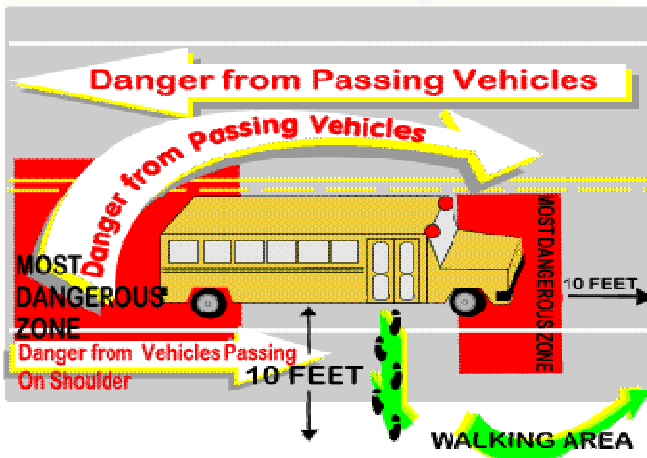 Danger from Passing Vehicles
Danger from Passing Vehicles
MOST
DANGEROUS
ZONE
MOST DANGEROUS ZONE
10 FEET
Danger from Vehicles Passing
On Shoulder
10 FEET
WALKING AREA